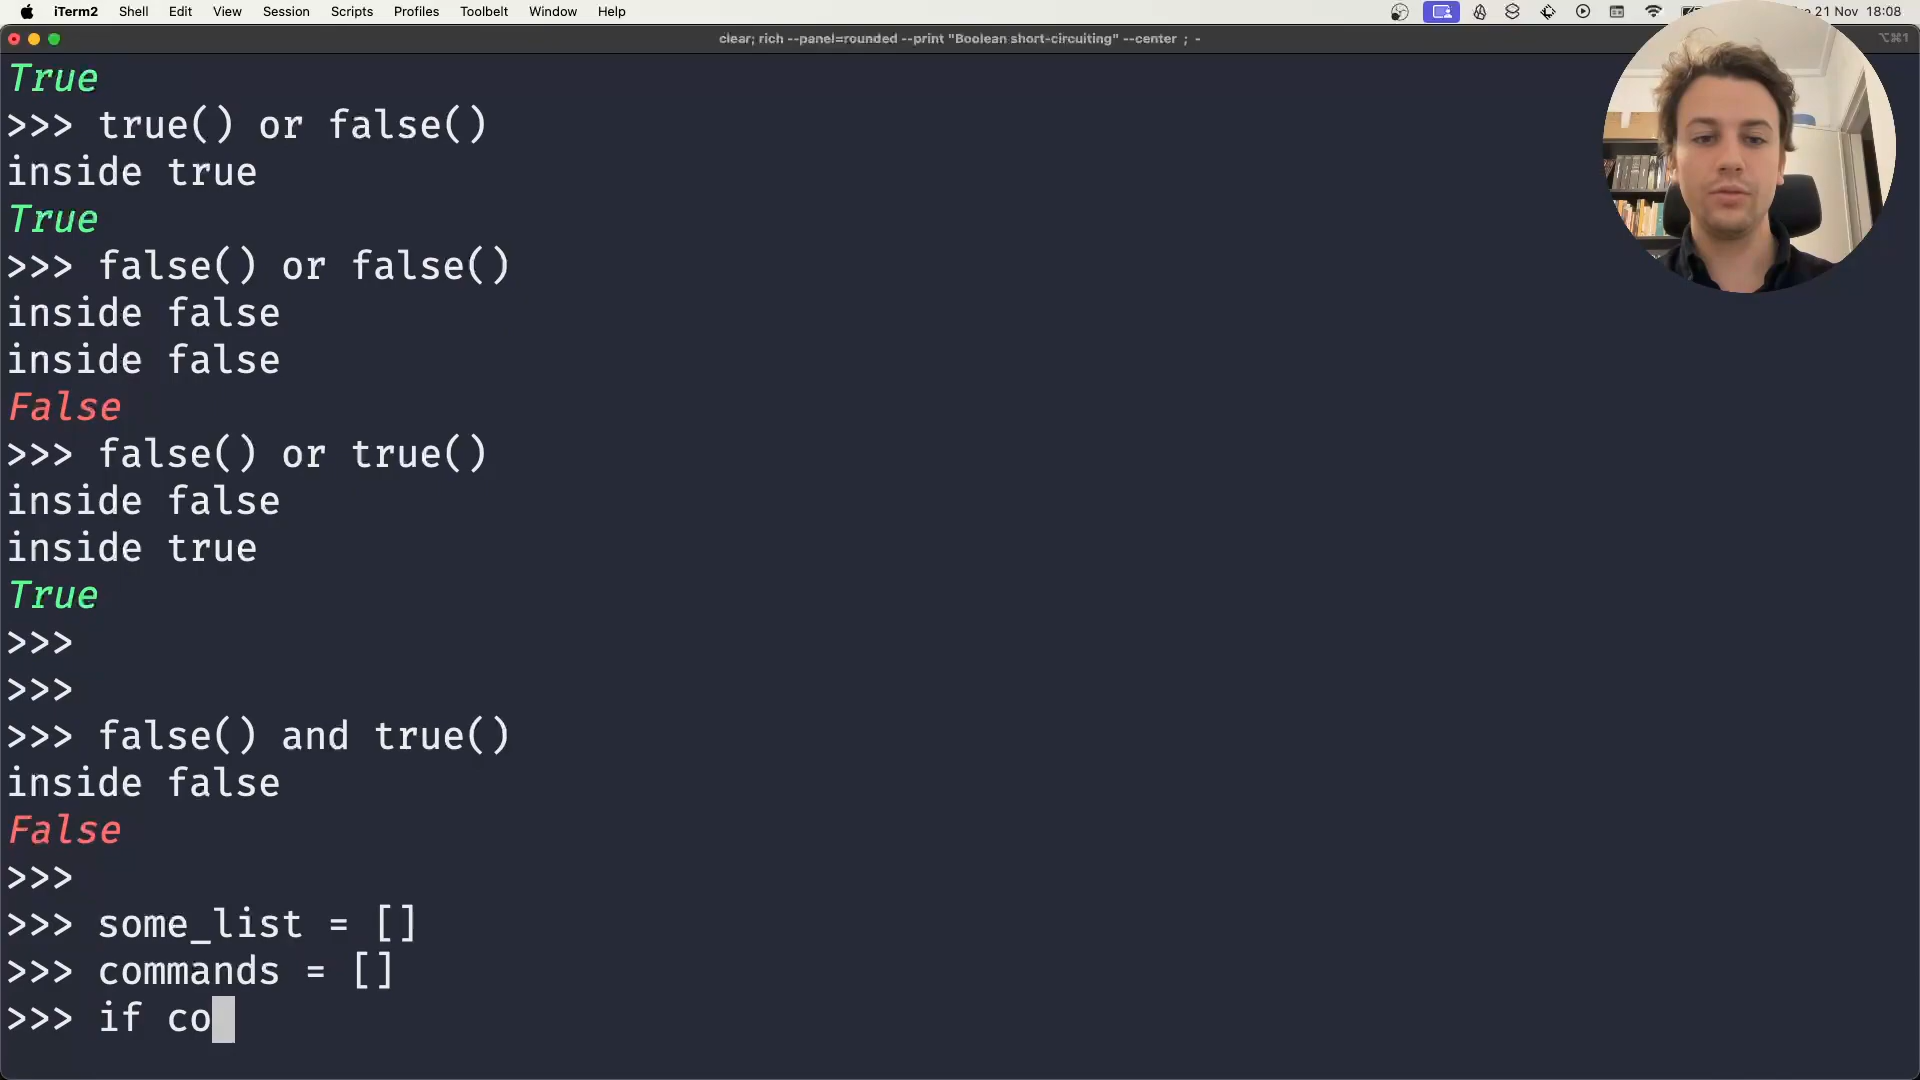 iTerm2 Shell Edit View Session Scripts Profiles Toolbelt Window Help 21 Nov 18:08
clear; rich --panel=rounded --print "Boolean short-circuiting" --center ; - ⌥⌘1
True
>>> true() or false()
inside true
True
>>> false() or false()
inside false
inside false
False
>>> false() or true()
inside false
inside true
True
>>>
>>>
>>> false() and true()
inside false
False
>>>
>>> some_list = []
>>> commands = []
>>> if co